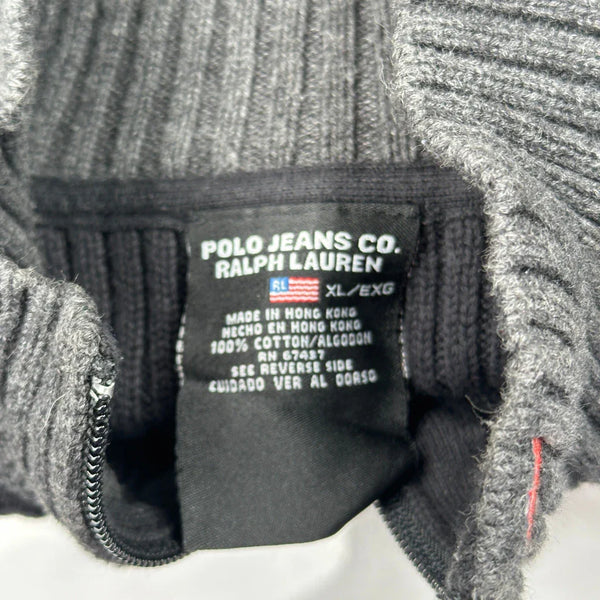 POLO JEANS CO.
RALPH LAUREN
RL XL/EXG
MADE IN HONG KONG
HECHO EN HONG KONG
100% COTTON/ALGODON
RN 67437
SEE REVERSE SIDE
CUIDADO VER AL DORSO